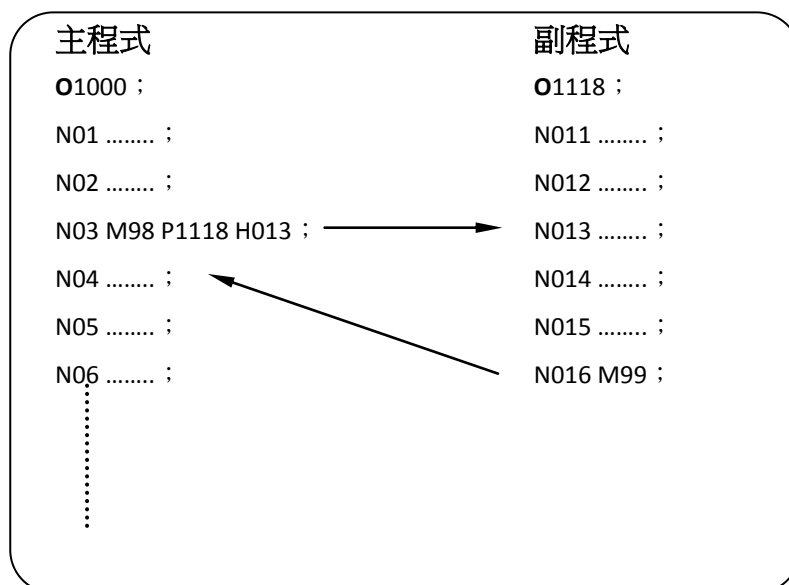 主程式
O1000；
N01 ……..；
N02 ……..；
N03 M98 P1118 H013；
N04 ……..；
N05 ……..；
N06 ……..；
副程式
O1118；
N011 ……..；
N012 ……..；
N013 ……..；
N014 ……..；
N015 ……..；
N016 M99；